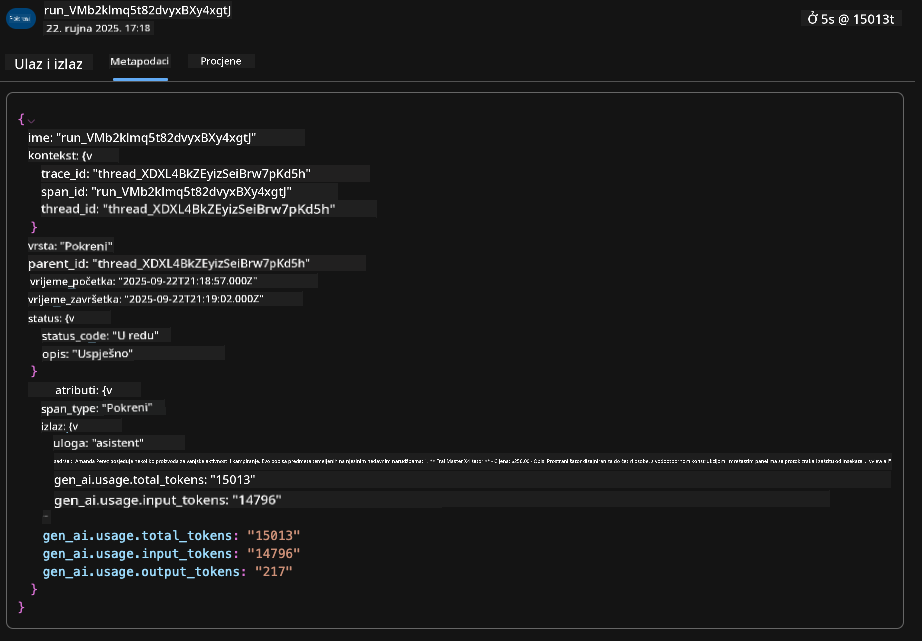 run_VMb2klmq5t82dvyxBXy4xgtJ
22. rujna 2025. 17:18
Ở 5s @ 15013t
Ulaz i izlaz
Metapodaci
Procjene
{
ime: "run_VMb2klmq5t82dvyxBXy4xgtJ"
kontekst: {v
trace_id: "thread_XDXL4BkZEyizSeiBrw7pKd5h"
span_id: "run_VMb2klmq5t82dvyxBXy4xgtJ"
thread_id: "thread_XDXL4BkZEyizSeiBrw7pKd5h"
}
vrsta: "Pokreni"
parent_id: "thread_XDXL4BkZEyizSeiBrw7pKd5h"
vrijeme_početka: "2025-09-22T21:18:57.000Z"
vrijeme_završetka: "2025-09-22T21:19:02.000Z"
status: {v
status_code: "U redu"
opis: "Uspješno"
}
atributi: {v
span_type: "Pokreni"
izlaz: {v
uloga: "asistent"
gen_ai.usage.total_tokens: "15013"
gen_ai.usage.input_tokens: "14796"
gen_ai.usage.total_tokens: "15013"
gen_ai.usage.input_tokens: "14796"
gen_ai.usage.output_tokens: "217"
}
}